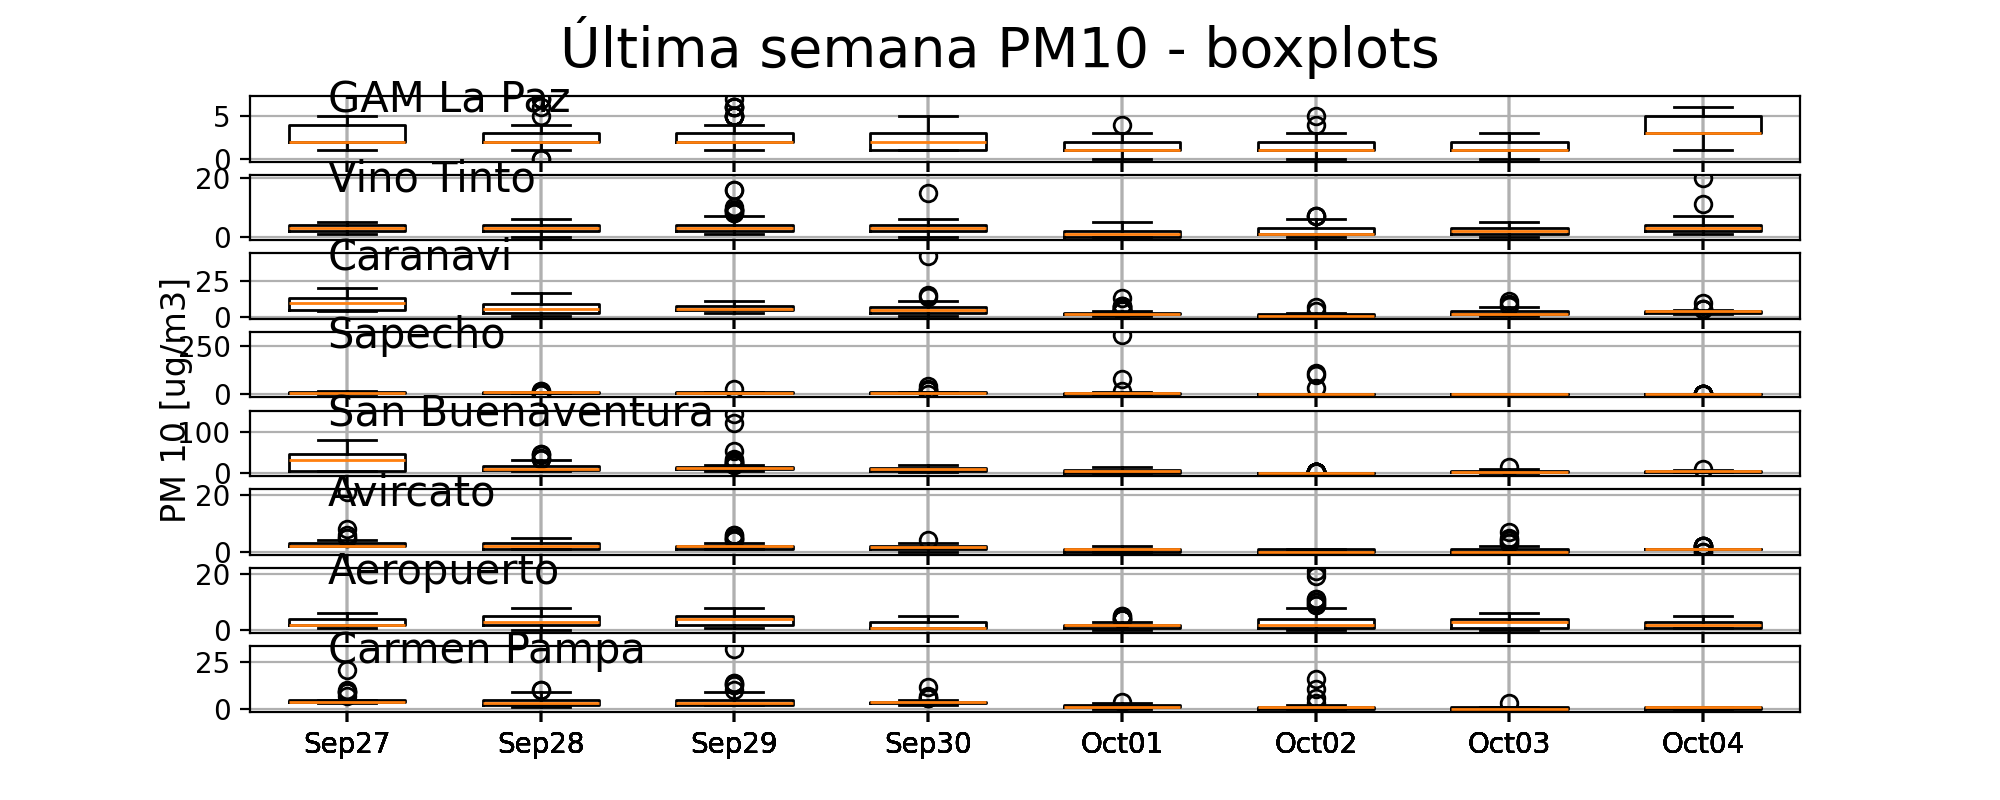 Última semana PM10 - boxplots
GAM La Paz
5
0
Vino Tinto
20
0
Caranavi
25
0
Sapecho
250
0
San Buenaventura
100
0
Avircato
20
0
Aeropuerto
20
0
Carmen Pampa
25
0
PM 10 [ug/m3]
Sep27 Sep28 Sep29 Sep30 Oct01 Oct02 Oct03 Oct04